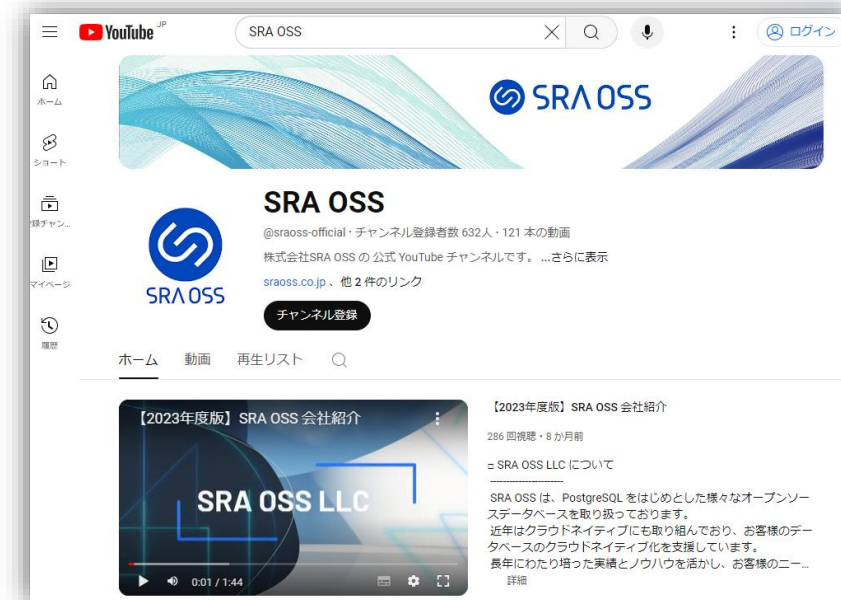 YouTube JP
SRA OSS
ログイン
SRA OSS
ホーム
ショート
録チャン...
マイページ
履歴
SRA OSS
SRA OSS
@sraoss-official・チャンネル登録者数 632人・121 本の動画
株式会社SRA OSS の 公式 YouTube チャンネルです。 ...さらに表示
sraoss.co.jp 、他 2 件のリンク
チャンネル登録
ホーム 動画 再生リスト
【2023年度版】SRA OSS 会社紹介
SRA OSS LLC
0:01 / 1:44
【2023年度版】SRA OSS 会社紹介
286 回視聴・8 か月前
□ SRA OSS LLC について
------------------------
SRA OSS は、PostgreSQL をはじめとした様々なオープンソー
スデータベースを取り扱っております。
近年はクラウドネイティブにも取り組んでおり、お客様のデー
タベースのクラウドネイティブ化を支援しています。
長年にわたり培った実績とノウハウを活かし、お客様のニー...
詳細